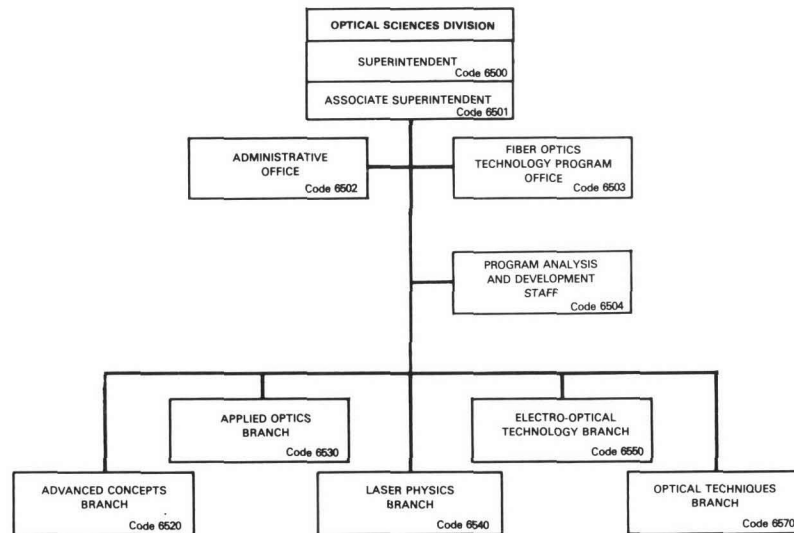 OPTICAL SCIENCES DIVISION
SUPERINTENDENT
Code 6500
ASSOCIATE SUPERINTENDENT
Code 6501
ADMINISTRATIVE
OFFICE
Code 6502
FIBER OPTICS
TECHNOLOGY PROGRAM
OFFICE
Code 6503
PROGRAM ANALYSIS
AND DEVELOPMENT
STAFF
Code 6504
APPLIED OPTICS
BRANCH
Code 6530
ELECTRO-OPTICAL
TECHNOLOGY BRANCH
Code 6550
ADVANCED CONCEPTS
BRANCH
Code 6520
LASER PHYSICS
BRANCH
Code 6540
OPTICAL TECHNIQUES
BRANCH
Code 6570